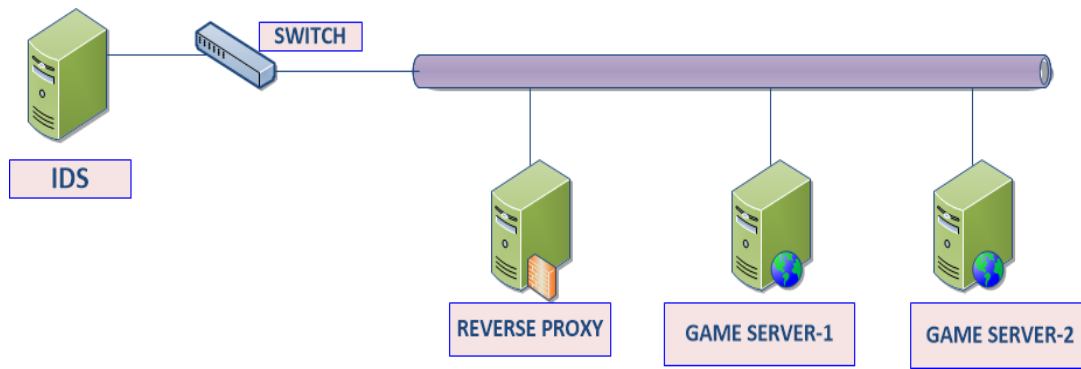 SWITCH
IDS
REVERSE PROXY
GAME SERVER-1
GAME SERVER-2